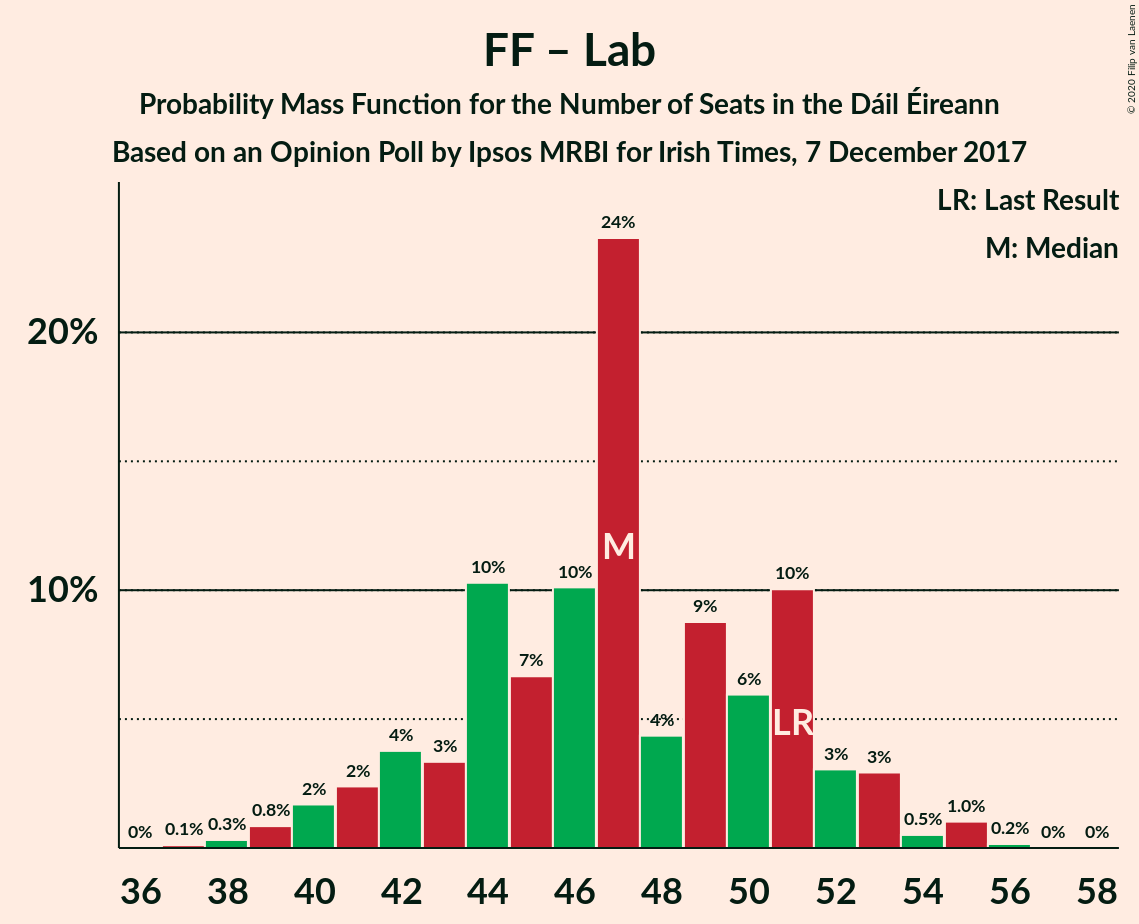 FF – Lab
Probability Mass Function for the Number of Seats in the Dáil Éireann
Based on an Opinion Poll by Ipsos MRBI for Irish Times, 7 December 2017
© 2020 Filip van Laenen
LR: Last Result
M: Median
20%
10%
0%
0.1%
0.3%
0.8%
2%
2%
4%
3%
10%
7%
10%
24%
4%
9%
6%
10%
3%
3%
0.5%
1.0%
0.2%
0%
0%
M
LR
36 38 40 42 44 46 48 50 52 54 56 58